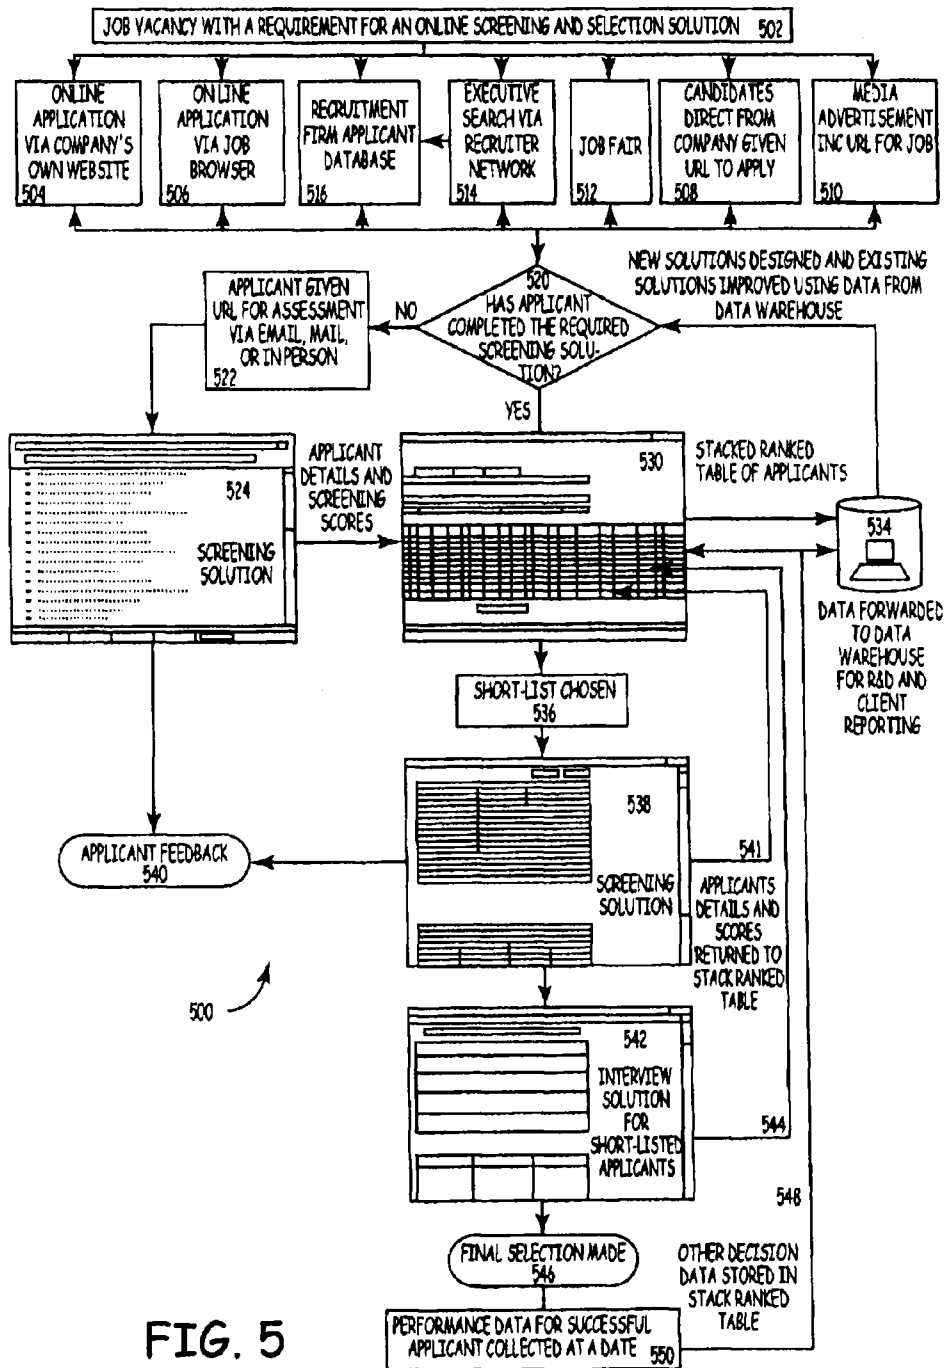 JOB VACANCY WITH A REQUIREMENT FOR AN ONLINE SCREENING AND SELECTION SOLUTION 502
ONLINE
APPLICATION
VIA COMPANY'S
OWN WEBSITE
504
ONLINE
APPLICATION
VIA JOB
BROWSER
506
RECRUITMENT
FIRM APPLICANT
DATABASE
516
EXECUTIVE
SEARCH VIA
RECRUITER
NETWORK
514
JOB FAIR
512
CANDIDATES
DIRECT FROM
COMPANY GIVEN
URL TO APPLY
508
MEDIA
ADVERTISEMENT
INC URL FOR JOB
510
NEW SOLUTIONS DESIGNED AND EXISTING
SOLUTIONS IMPROVED USING DATA FROM
DATA WAREHOUSE
520
HAS APPLICANT
COMPLETED THE REQUIRED
SCREENING SOLU-
TION?
NO
YES
APPLICANT GIVEN
URL FOR ASSESSMENT
VIA EMAIL, MAIL,
OR IN PERSON
522
524
SCREENING
SOLUTION
APPLICANT
DETAILS AND
SCREENING
SCORES
530
STACKED RANKED
TABLE OF APPLICANTS
534
DATA FORWARDED
TO DATA
WAREHOUSE
FOR R&D AND
CLIENT
REPORTING
SHORT-LIST CHOSEN
536
538
SCREENING
SOLUTION
APPLICANT FEEDBACK
540
541
APPLICANTS
DETAILS AND
SCORES
RETURNED TO
STACK RANKED
TABLE
500
542
INTERVIEW
SOLUTION
FOR
SHORT-LISTED
APPLICANTS
544
548
FINAL SELECTION MADE
546
OTHER DECISION
DATA STORED IN
STACK RANKED
TABLE
PERFORMANCE DATA FOR SUCCESSFUL
APPLICANT COLLECTED AT A DATE 550
FIG. 5